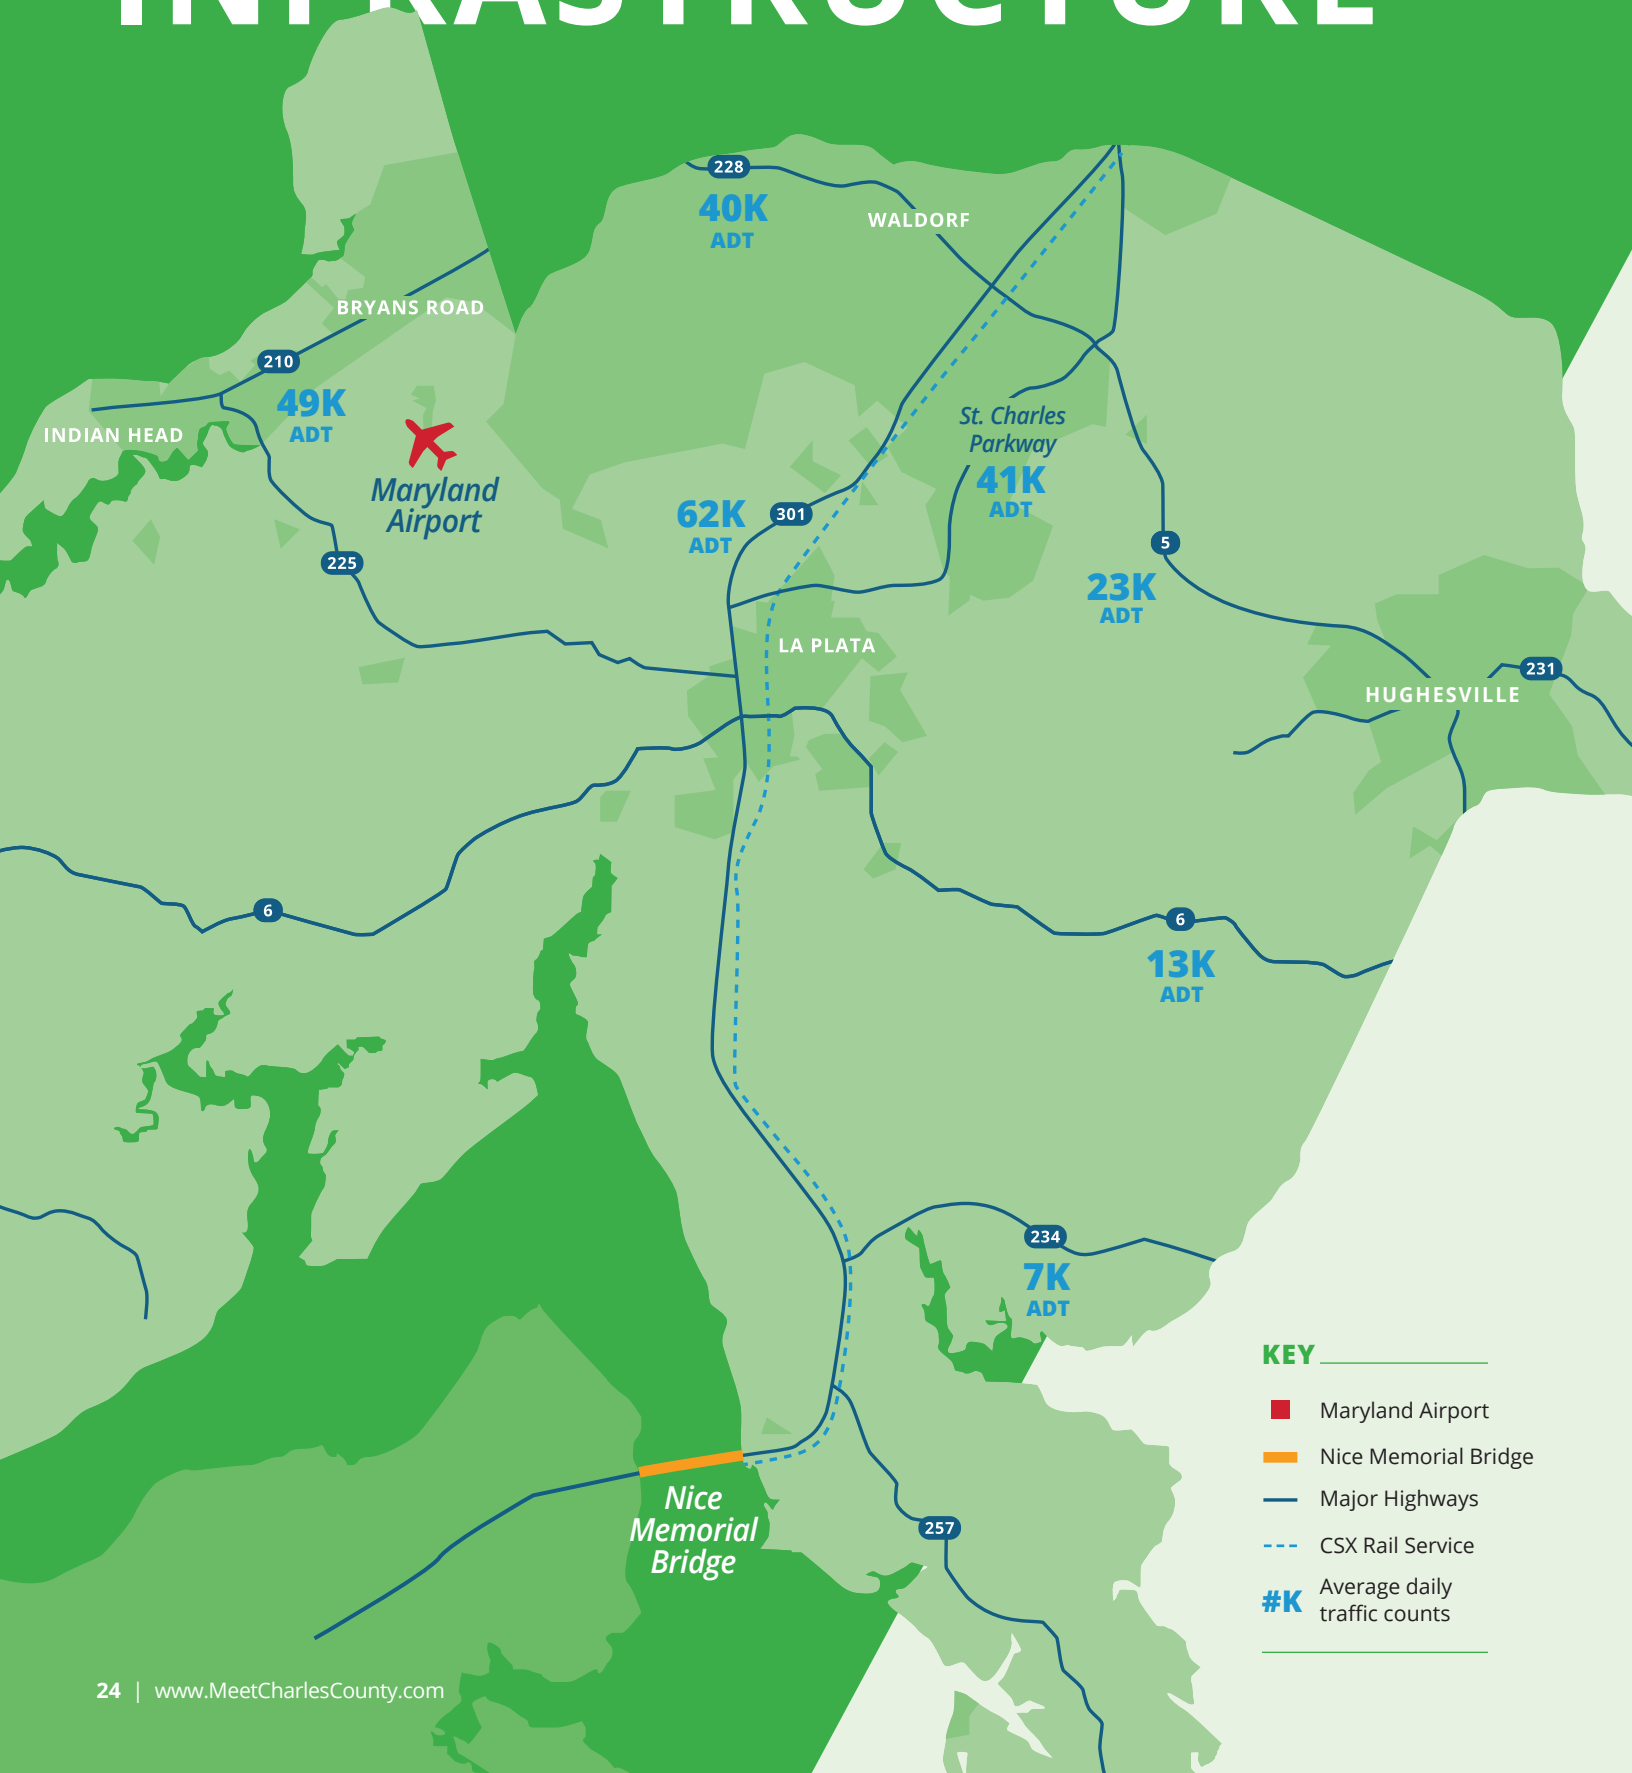 INFRASTRUCTURE
228
40K
ADT
WALDORF
BRYANS ROAD
210
49K
ADT
INDIAN HEAD
Maryland
Airport
St. Charles
Parkway
41K
ADT
62K
ADT
301
225
5
23K
ADT
LA PLATA
231
HUGHESVILLE
6
6
13K
ADT
234
7K
ADT
Nice
Memorial
Bridge
257
KEY
Maryland Airport
Nice Memorial Bridge
Major Highways
CSX Rail Service
#K Average daily
traffic counts
24 | www.MeetCharlesCounty.com